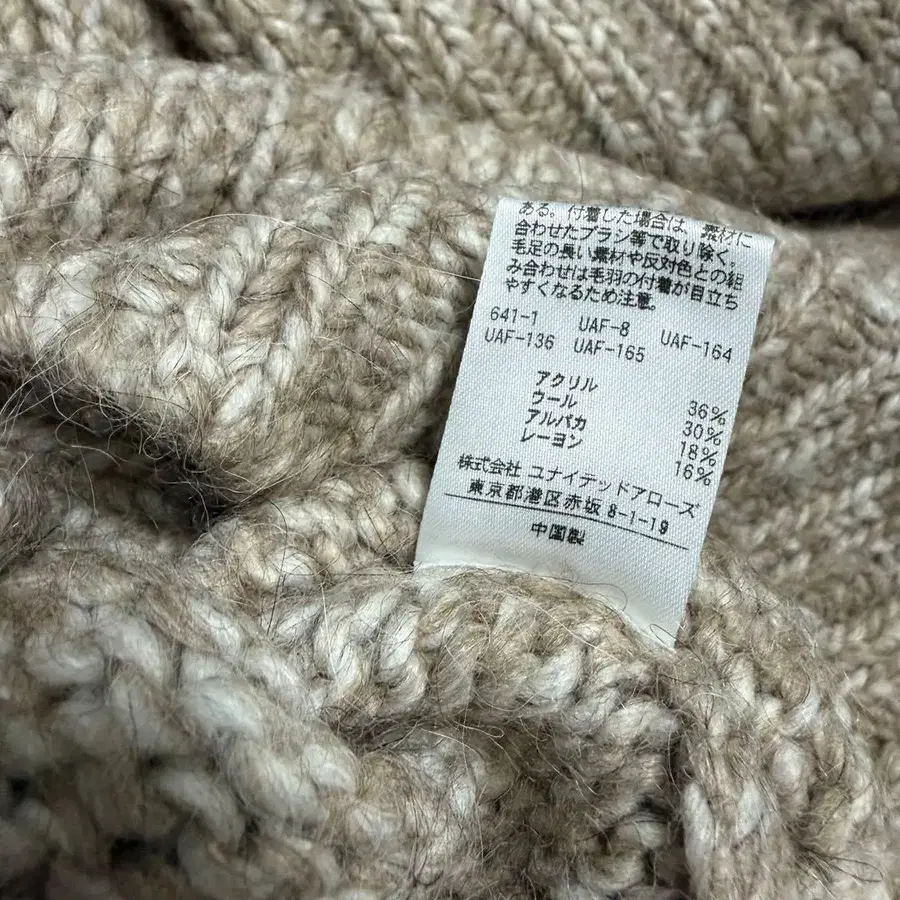 ある。付着した場合は、素材に
合わせたブラシ等で取り除く。
毛足の長い素材や反対色との組
み合わせは毛羽の付着が目立ち
やすくなるため注意。
641-1 UAF-8 UAF-164
UAF-136 UAF-165
アクリル 36%
ウール 30%
アルパカ 18%
レーヨン 16%
株式会社 ユナイテッドアローズ
東京都港区赤坂 8-1-19
中国製